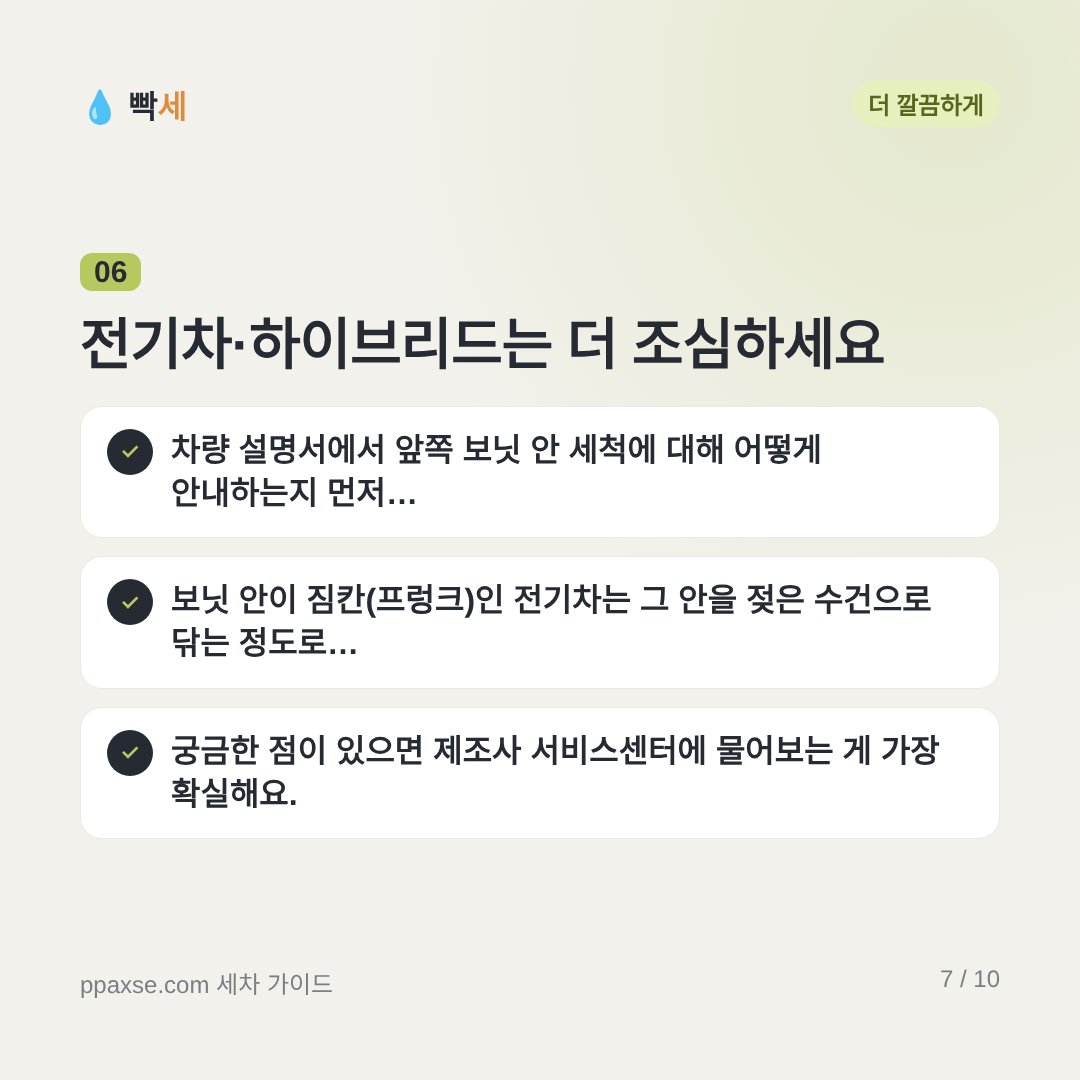 빡세
더 깔끔하게
06
전기차·하이브리드는 더 조심하세요
차량 설명서에서 앞쪽 보닛 안 세척에 대해 어떻게
안내하는지 먼저…
보닛 안이 짐칸(프렁크)인 전기차는 그 안을 젖은 수건으로
닦는 정도로…
궁금한 점이 있으면 제조사 서비스센터에 물어보는 게 가장
확실해요.
ppaxse.com 세차 가이드
7 / 10